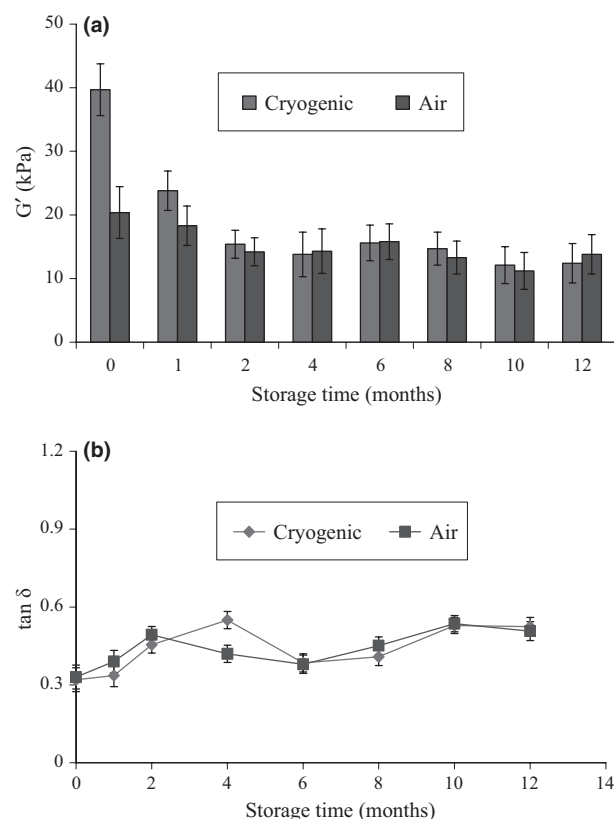 (a)
50
40
30
20
10
0
G′ (kPa)
Cryogenic Air
0 1 2 4 6 8 10 12
Storage time (months)
(b)
1.2
0.9
0.6
0.3
0
tan δ
Cryogenic Air
0 2 4 6 8 10 12 14
Storage time (months)